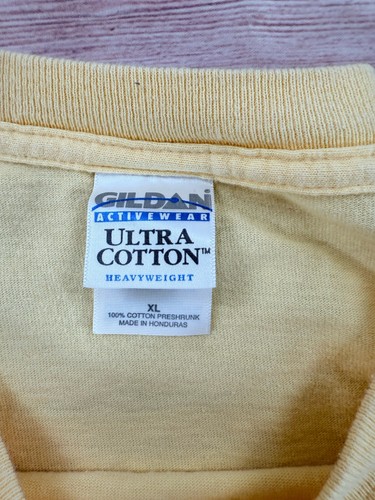 GILDAN
ACTIVEWEAR
ULTRA
COTTON™
HEAVYWEIGHT
XL
100% COTTON PRESHRUNK
MADE IN HONDURAS